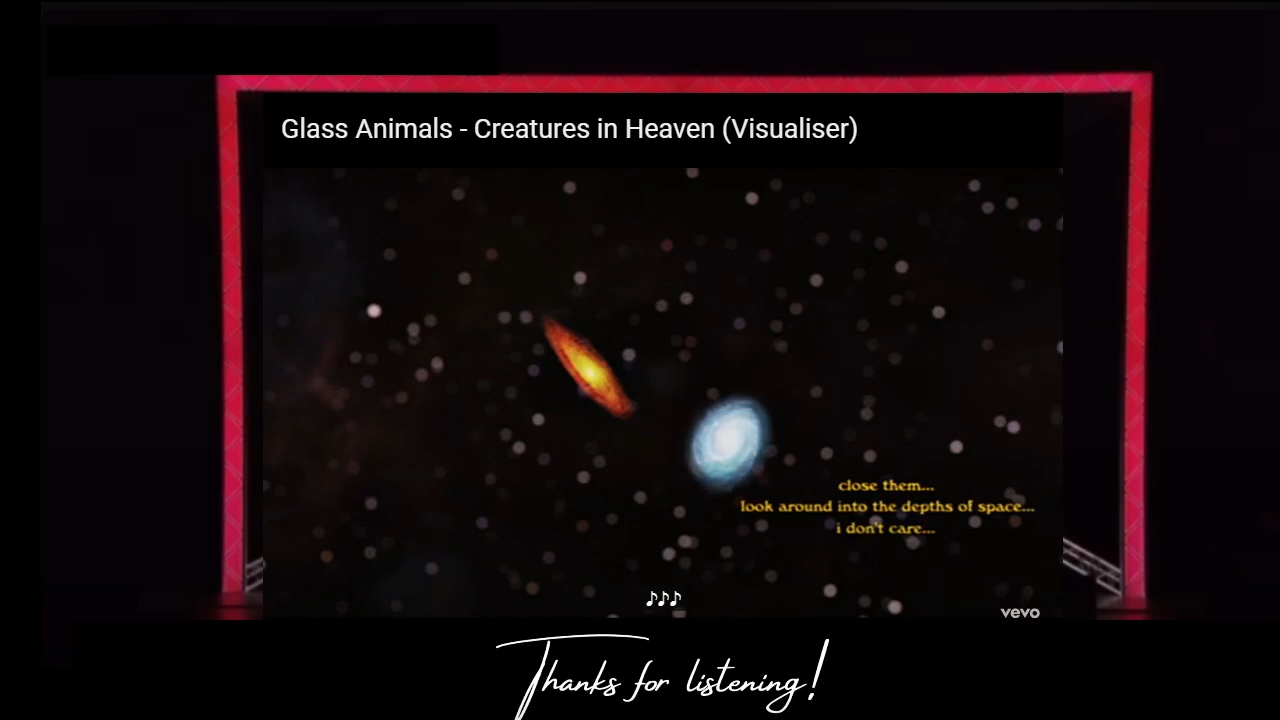 Glass Animals - Creatures in Heaven (Visualiser)
close them...
look around into the depths of space...
i don't care...
♪♪♪
vevo
Thanks for listening!